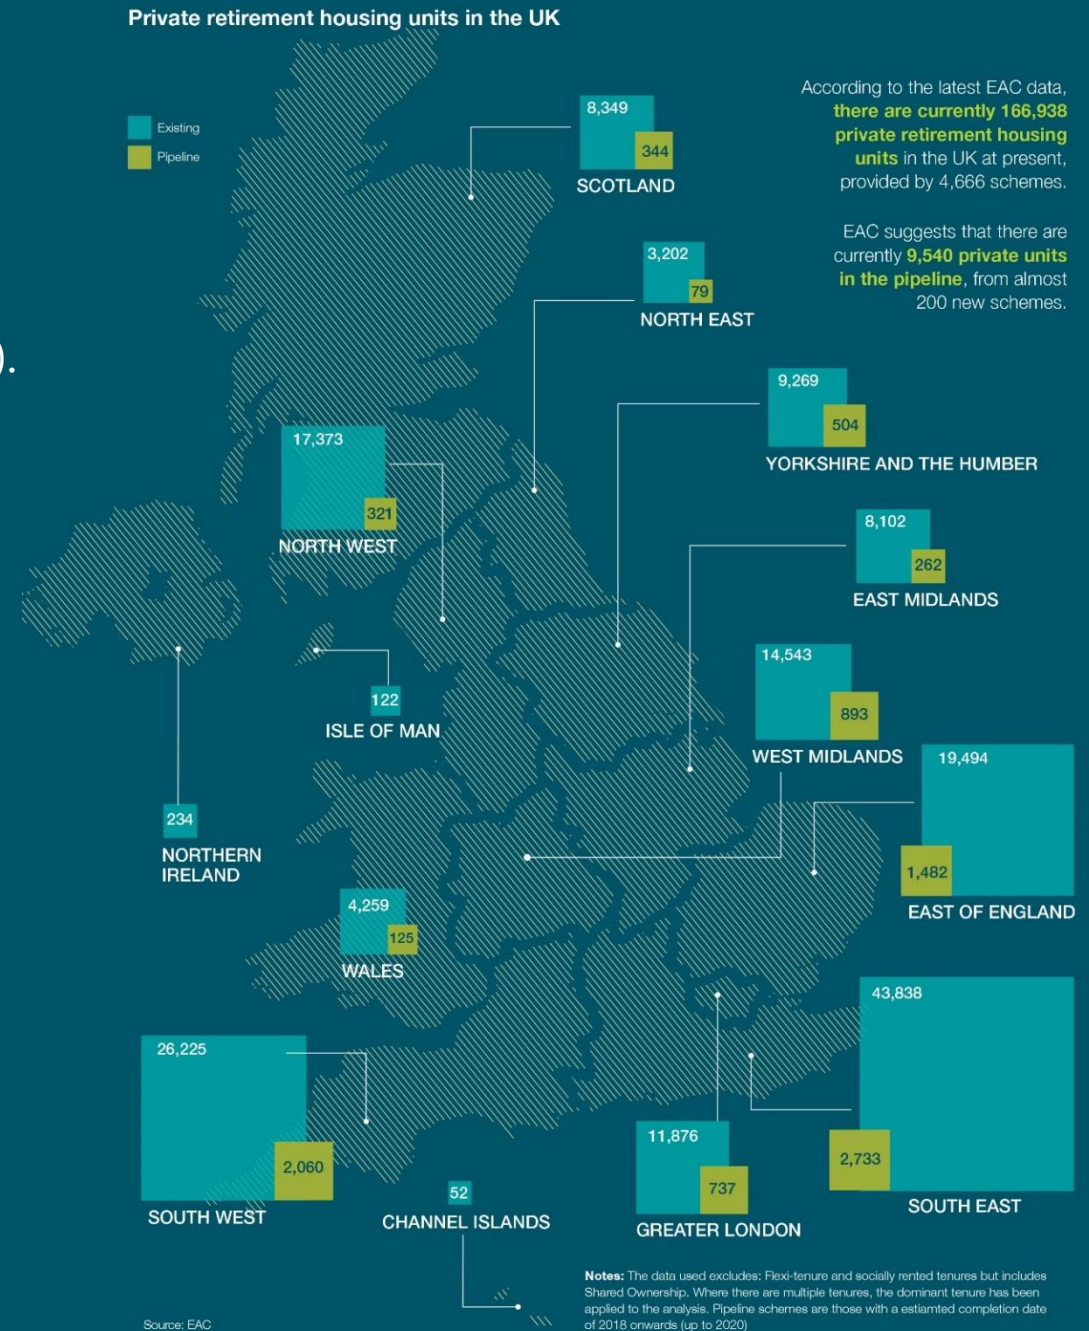 Private retirement housing units in the UK
Existing
Pipeline
According to the latest EAC data,
there are currently 166,938
private retirement housing
units in the UK at present,
provided by 4,666 schemes.
EAC suggests that there are
currently 9,540 private units
in the pipeline, from almost
200 new schemes.
8,349
344
SCOTLAND
3,202
79
NORTH EAST
).
9,269
504
YORKSHIRE AND THE HUMBER
17,373
321
NORTH WEST
8,102
262
EAST MIDLANDS
122
ISLE OF MAN
14,543
893
WEST MIDLANDS
19,494
1,482
EAST OF ENGLAND
234
NORTHERN
IRELAND
4,259
125
WALES
43,838
2,733
SOUTH EAST
26,225
2,060
SOUTH WEST
52
CHANNEL ISLANDS
11,876
737
GREATER LONDON
Notes: The data used excludes: Flexi-tenure and socially rented tenures but includes
Shared Ownership. Where there are multiple tenures, the dominant tenure has been
applied to the analysis. Pipeline schemes are those with a estiamted completion date
of 2018 onwards (up to 2020)
Source: EAC